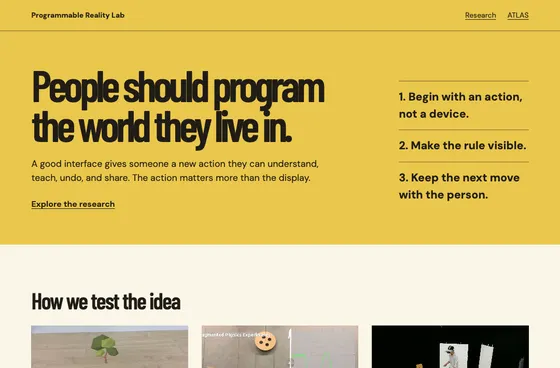 Programmable Reality Lab
Research ATLAS
People should program
the world they live in.
A good interface gives someone a new action they can understand,
teach, undo, and share. The action matters more than the display.
Explore the research
1. Begin with an action,
not a device.
2. Make the rule visible.
3. Keep the next move
with the person.
How we test the idea